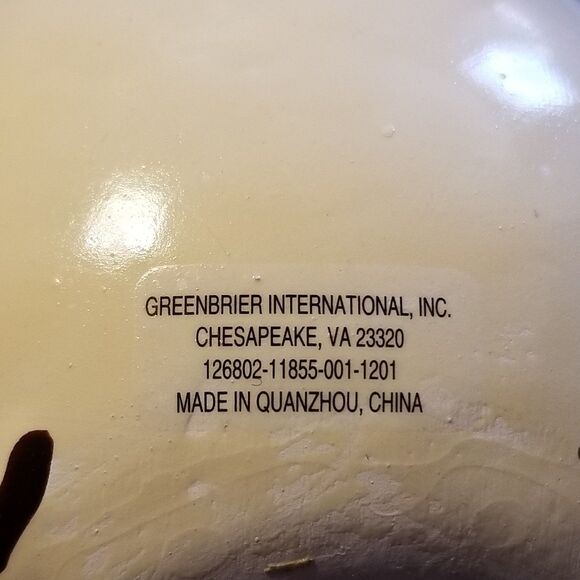 GREENBRIER INTERNATIONAL, INC.
CHESAPEAKE, VA 23320
126802-11855-001-1201
MADE IN QUANZHOU, CHINA